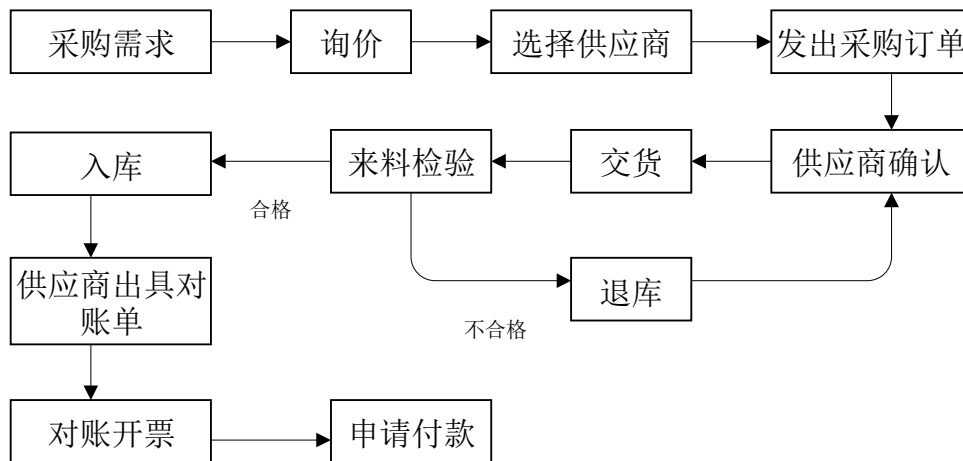 采购需求
询价
选择供应商
发出采购订单
入库
来料检验
交货
供应商确认
合格
供应商出具对
账单
退库
不合格
对账开票
申请付款